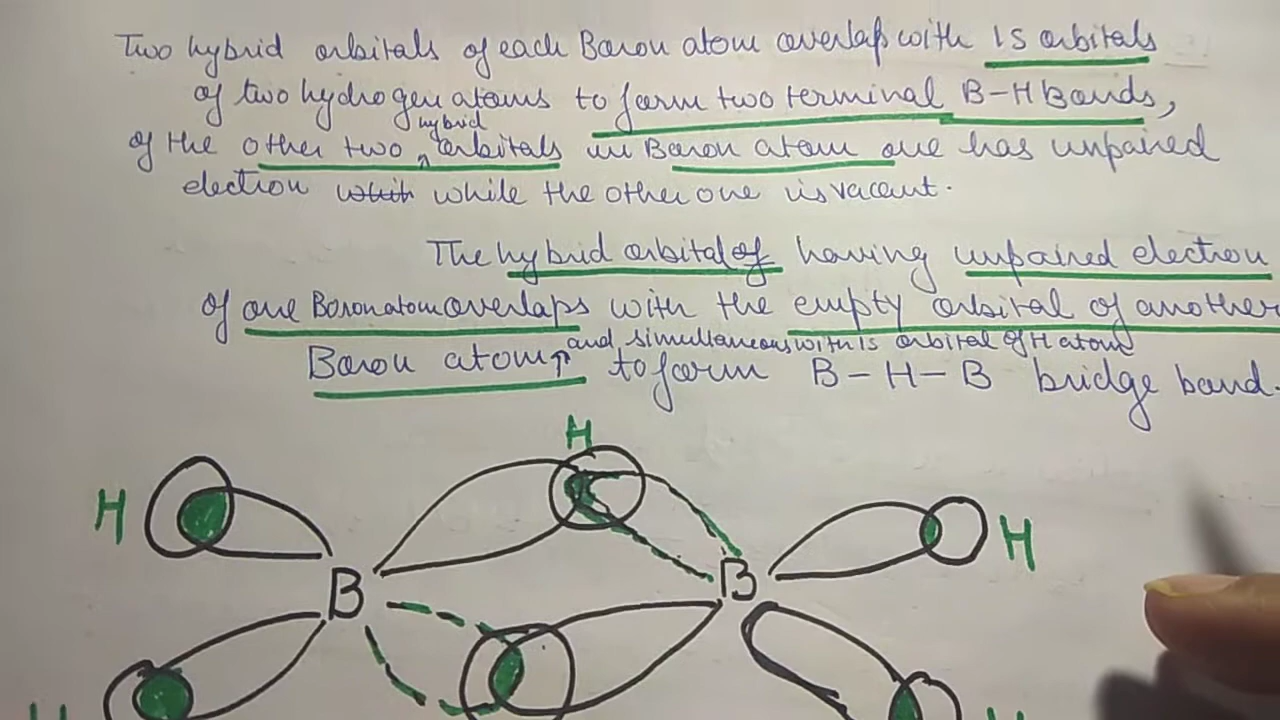 Two hybrid orbitals of each Boron atom overlap with 1S orbitals
of two hydrogen atoms to form two terminal B-H Bonds,
hybrid
of the other two ^ orbitals in Boron atom one has unpaired
electron which while the other one is vacant.
The hybrid orbital of having unpaired electron
of one Boron atom overlaps with the empty orbital of another
and simultaneous with 1s orbital of H atom
Boron atom, to form B-H-B bridge bond.
H
H
H
B
B
H
H